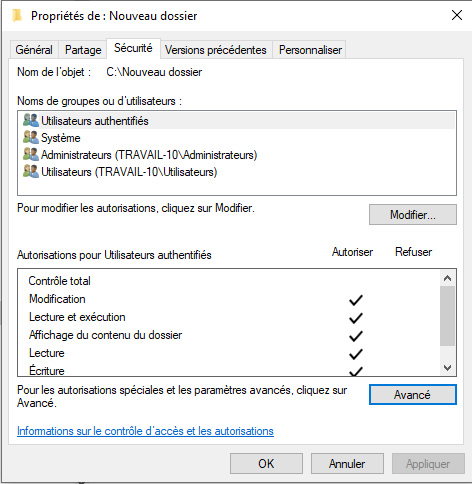 Propriétés de : Nouveau dossier
Général Partage Sécurité Versions précédentes Personnaliser
Nom de l'objet : C:\Nouveau dossier
Noms de groupes ou d'utilisateurs :
Utilisateurs authentifiés
Système
Administrateurs (TRAVAIL-10\Administrateurs)
Utilisateurs (TRAVAIL-10\Utilisateurs)
Pour modifier les autorisations, cliquez sur Modifier.
Modifier...
Autorisations pour Utilisateurs authentifiés Autoriser Refuser
Contrôle total
Modification
Lecture et exécution
Affichage du contenu du dossier
Lecture
Écriture
Pour les autorisations spéciales et les paramètres avancés, cliquez sur
Avancé.
Avancé
Informations sur le contrôle d'accès et les autorisations
OK Annuler Appliquer